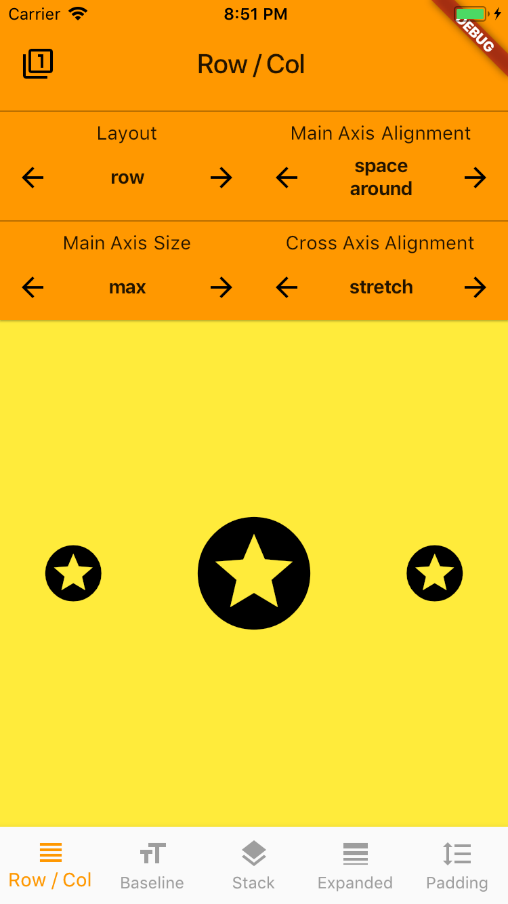 Carrier 8:51 PM
DEBUG
1 Row / Col
Layout Main Axis Alignment
row space
around
Main Axis Size Cross Axis Alignment
max stretch
Row / Col Baseline Stack Expanded Padding